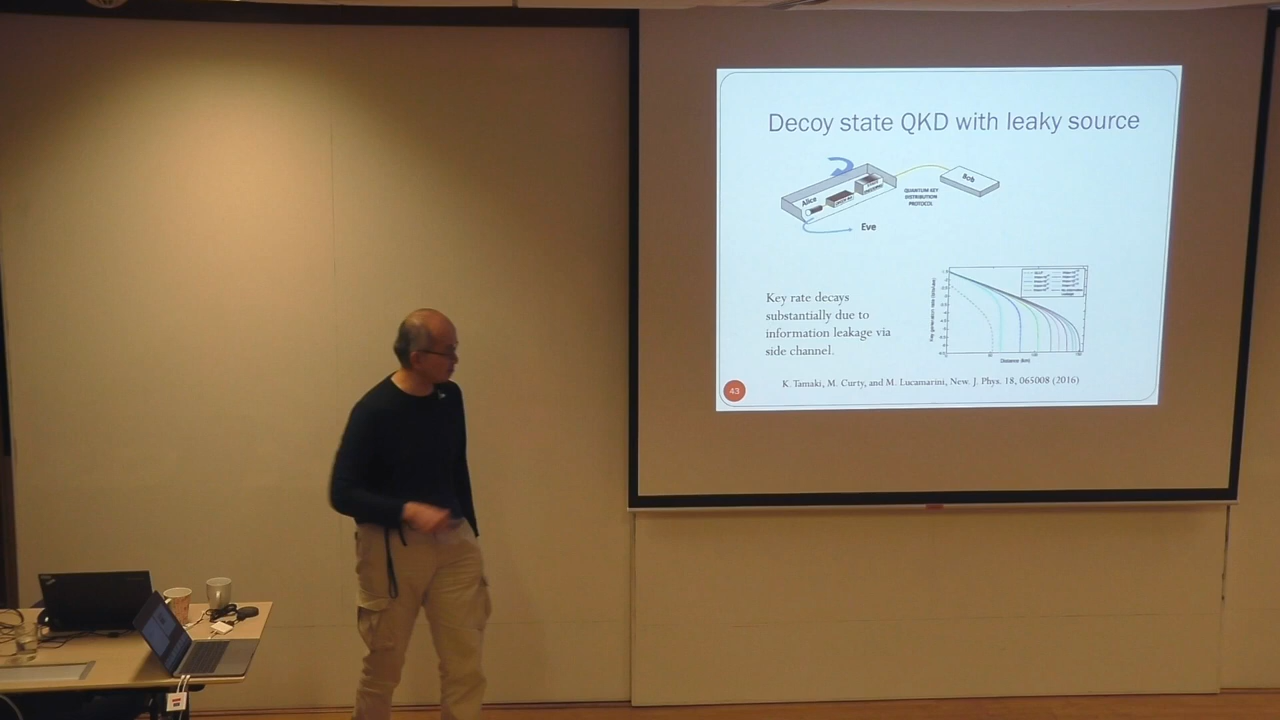 Decoy state QKD with leaky source
Alice
Bob
QUANTUM KEY
DISTRIBUTION
PROTOCOL
Eve
Key rate decays
substantially due to
information leakage via
side channel.
Distance (km)
K. Tamaki, M. Curty, and M. Lucamarini, New. J. Phys. 18, 065008 (2016)
43